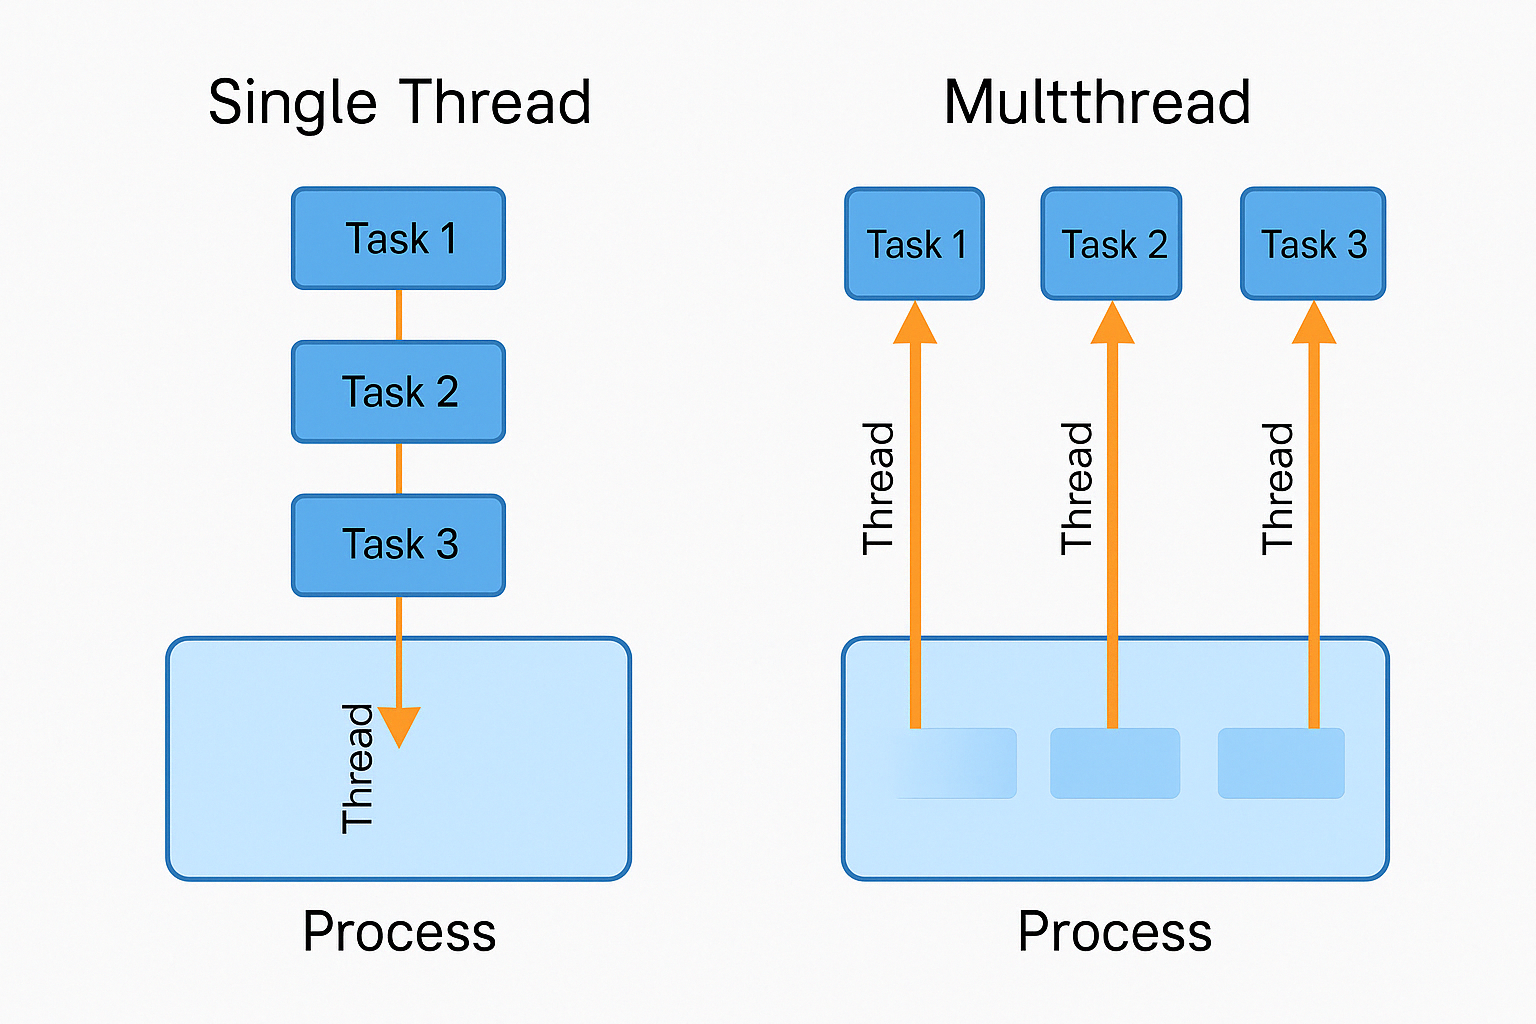 Single Thread
Task 1
Task 2
Task 3
Thread
Process
Multthread
Task 1
Task 2
Task 3
Thread
Thread
Thread
Process